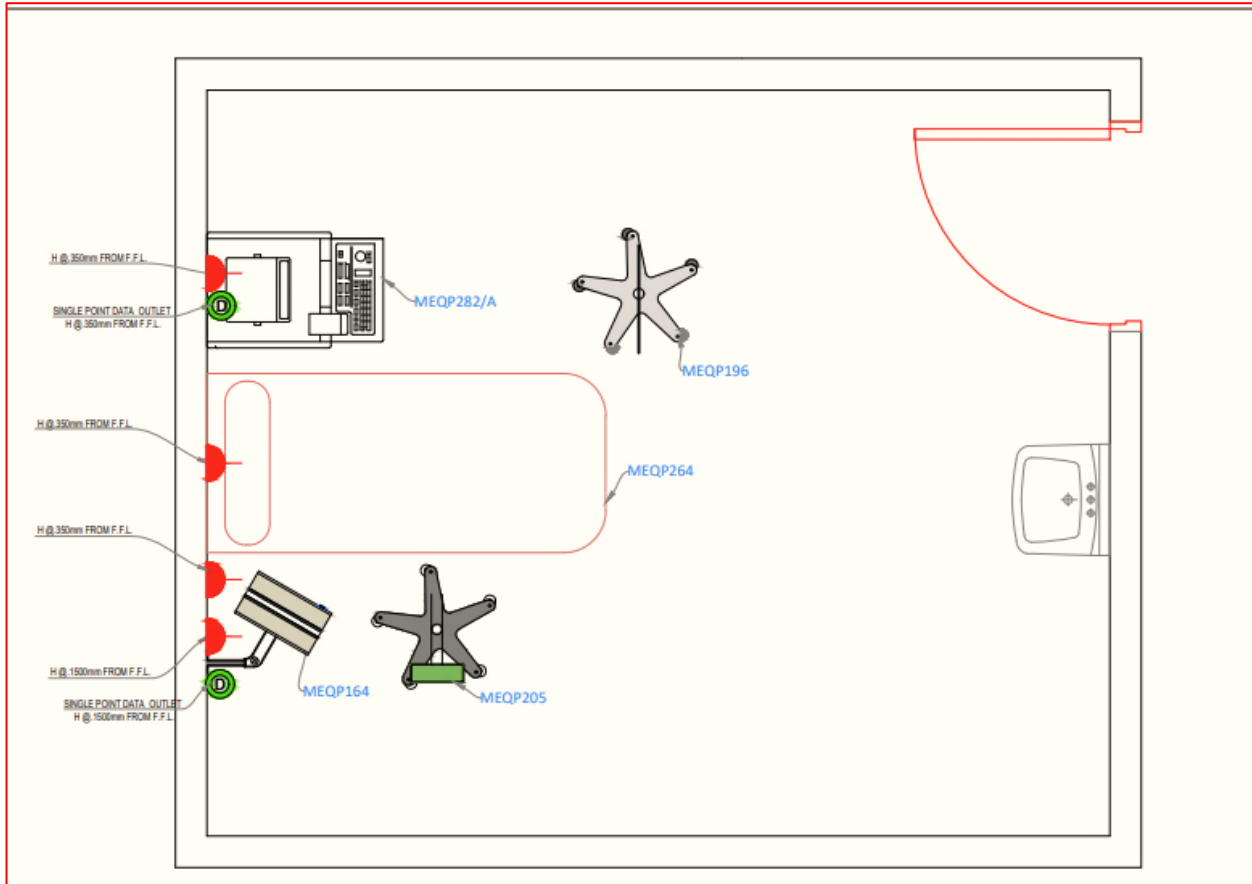 H @.350mm FROM F.F.L.
SINGLE POINT DATA OUTLET
H @.350mm FROM F.F.L.
D
MEQP282/A
MEQP196
H @.350mm FROM F.F.L.
MEQP264
H @.350mm FROM F.F.L.
H @.1500mm FROM F.F.L.
D
SINGLE POINT DATA OUTLET
H @.1500mm FROM F.F.L.
MEQP164
MEQP205